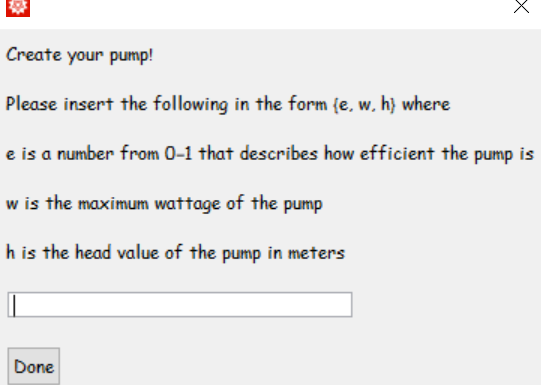 Create your pump!
Please insert the following in the form {e, w, h} where
e is a number from 0-1 that describes how efficient the pump is
w is the maximum wattage of the pump
h is the head value of the pump in meters
Done